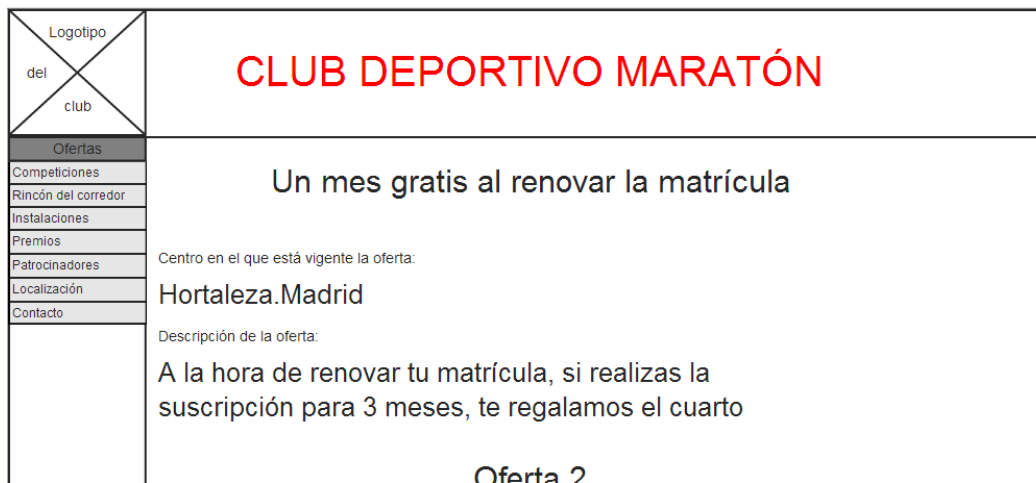 Logotipo
del
club
CLUB DEPORTIVO MARATÓN
Ofertas
Competiciones
Rincón del corredor
Instalaciones
Premios
Patrocinadores
Localización
Contacto
Un mes gratis al renovar la matrícula
Centro en el que está vigente la oferta:
Hortaleza.Madrid
Descripción de la oferta:
A la hora de renovar tu matrícula, si realizas la
suscripción para 3 meses, te regalamos el cuarto
Oferta 2